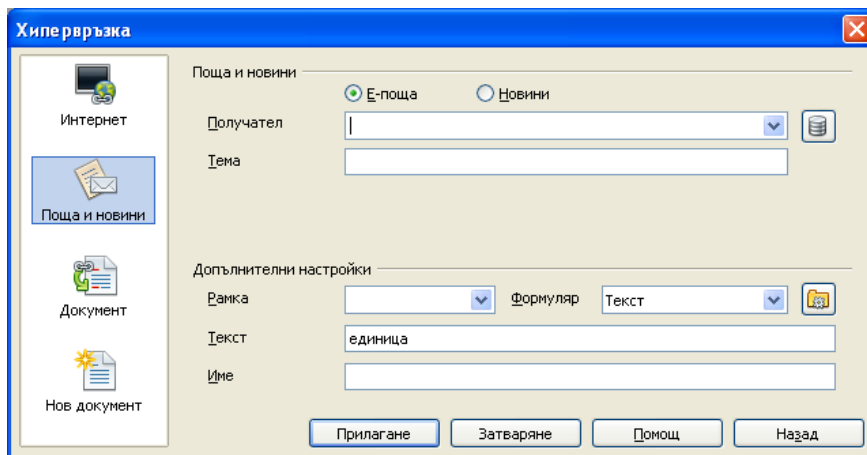 Хипервръзка
Интернет
Поща и новини
Документ
Нов документ
Поща и новини
Е-поща Новини
Получател
Тема
Допълнителни настройки
Рамка Формуляр Текст
Текст единица
Име
Прилагане Затваряне Помощ Назад